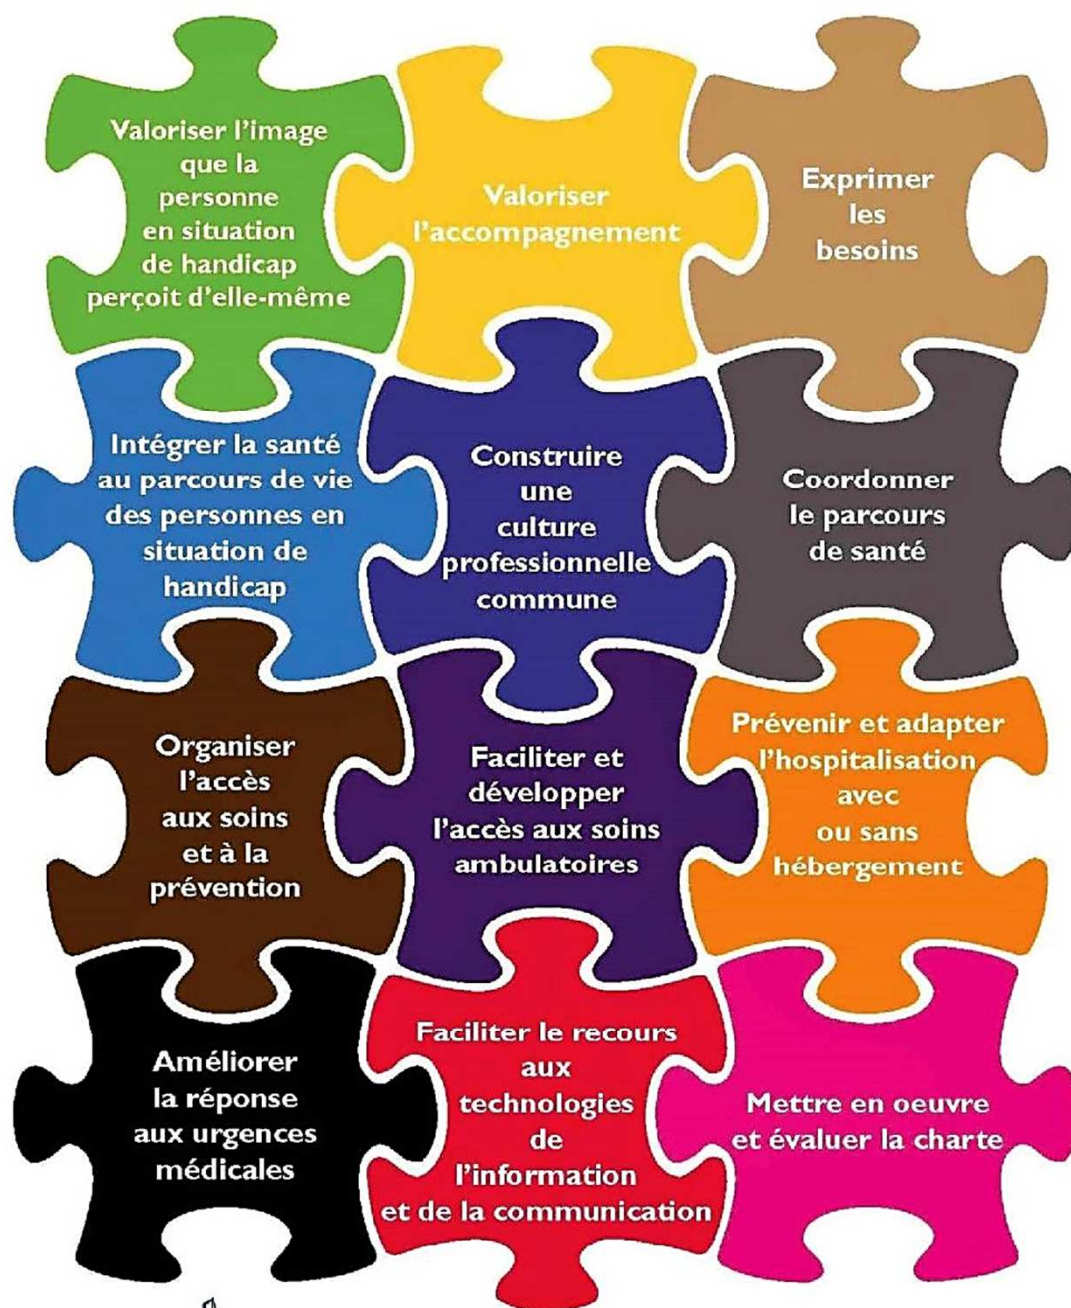 Valoriser l'image
que la
personne
en situation
de handicap
perçoit d'elle-même
Valoriser
l'accompagnement
Exprimer
les
besoins
Intégrer la santé
au parcours de vie
des personnes en
situation de
handicap
Construire
une
culture
professionnelle
commune
Coordonner
le parcours
de santé
Organiser
l'accès
aux soins
et à la
prévention
Faciliter et
développer
l'accès aux soins
ambulatoires
Prévenir et adapter
l'hospitalisation
avec
ou sans
hébergement
Améliorer
la réponse
aux urgences
médicales
Faciliter le recours
aux
technologies
de
l'information
et de la communication
Mettre en oeuvre
et évaluer la charte